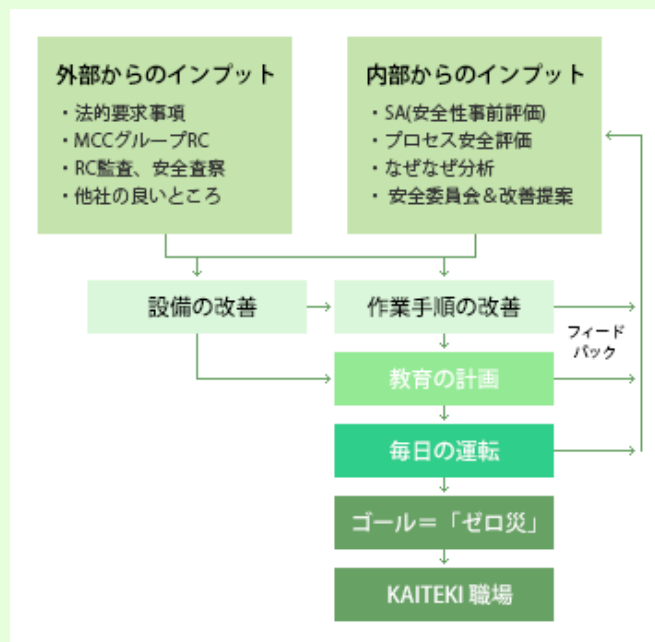 外部からのインプット
・法的要求事項
・MCCグループRC
・RC監査、安全査察
・他社の良いところ
内部からのインプット
・SA(安全性事前評価)
・プロセス安全評価
・なぜなぜ分析
・安全委員会＆改善提案
設備の改善
作業手順の改善
フィード
バック
教育の計画
毎日の運転
ゴール＝「ゼロ災」
KAITEKI 職場